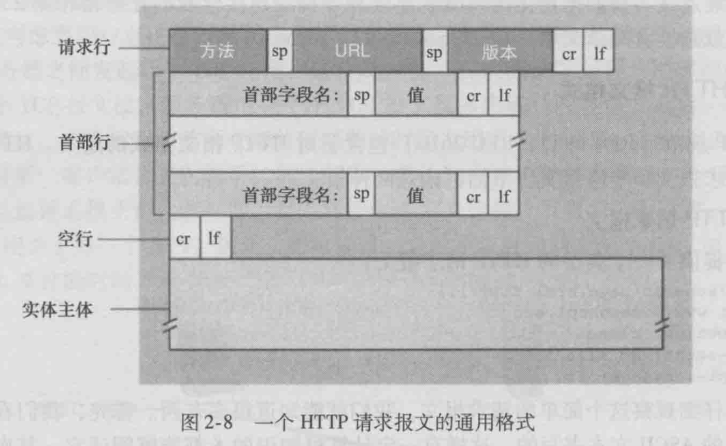 请求行
方法 sp URL sp 版本 cr lf
首部字段名: sp 值 cr lf
首部行
首部字段名: sp 值 cr lf
空行
cr lf
实体主体
图 2-8 一个 HTTP 请求报文的通用格式